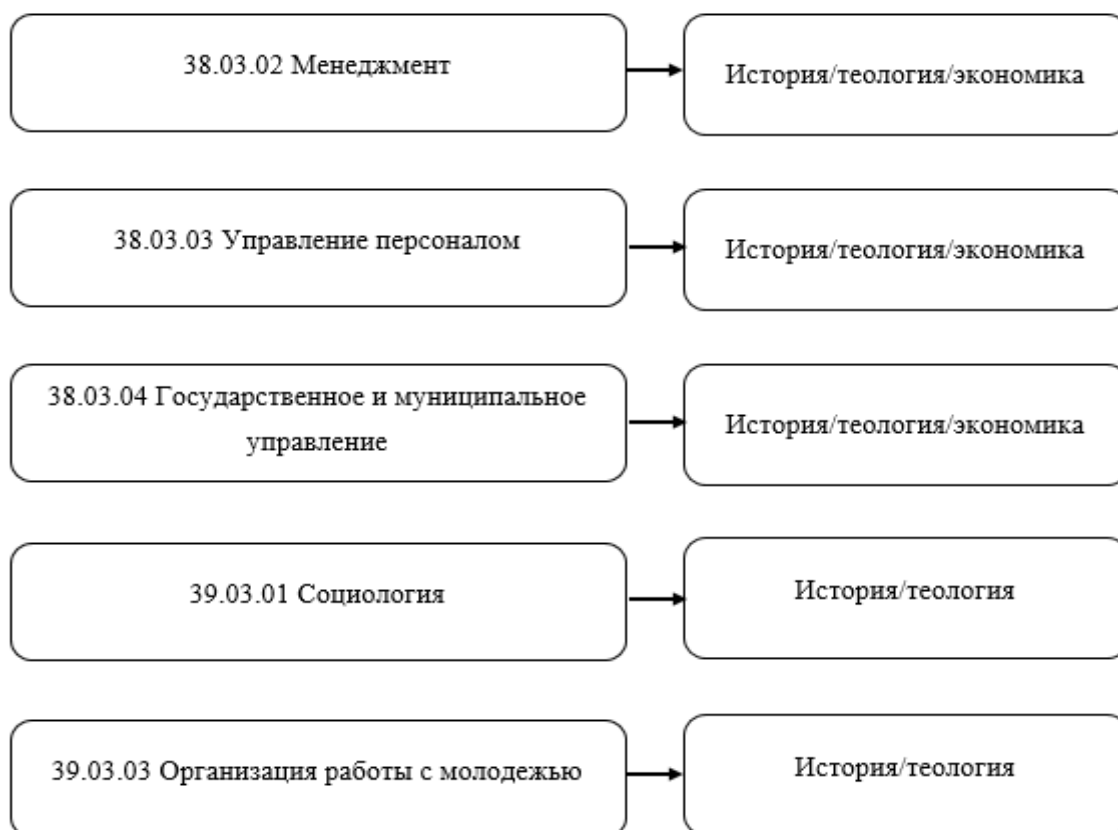 38.03.02 Менеджмент
История/теология/экономика
38.03.03 Управление персоналом
История/теология/экономика
38.03.04 Государственное и муниципальное
управление
История/теология/экономика
39.03.01 Социология
История/теология
39.03.03 Организация работы с молодежью
История/теология